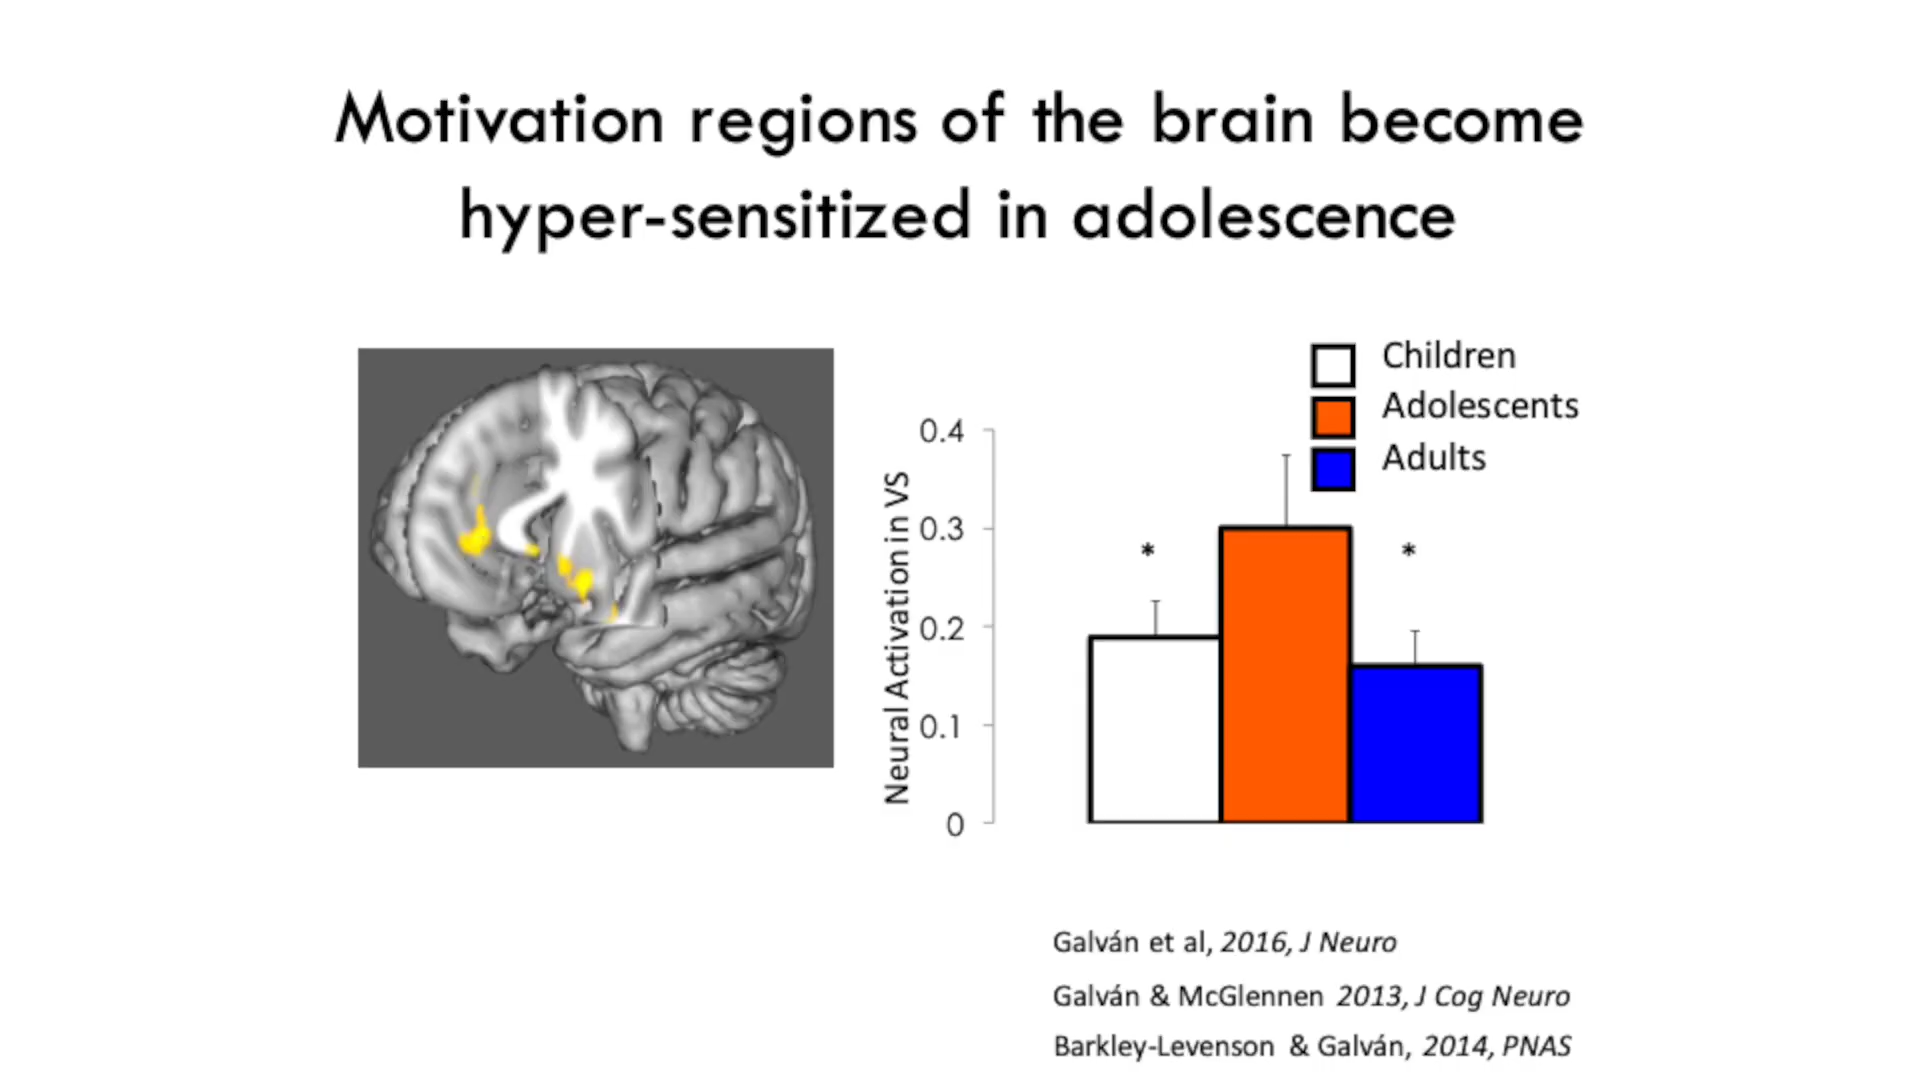 Motivation regions of the brain become
hyper-sensitized in adolescence
Children
Adolescents
Adults
Neural Activation in VS
0.4
0.3
0.2
0.1
0
*
*
Galván et al, 2016, J Neuro
Galván & McGlennen 2013, J Cog Neuro
Barkley-Levenson & Galván, 2014, PNAS